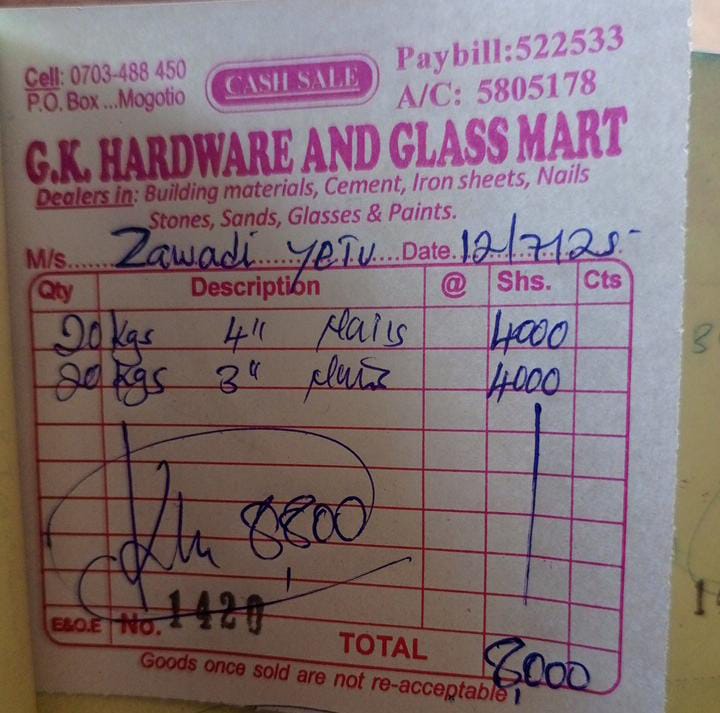 Cell: 0703-488 450
P.O. Box ...Mogotio
CASH SALE
Paybill:522533
A/C: 5805178
G.K. HARDWARE AND GLASS MART
Dealers in: Building materials, Cement, Iron sheets, Nails
Stones, Sands, Glasses & Paints.
M/s...... Zawadi yetu Date 12/7/25
Qty Description @ Shs. Cts
20 kgs 4" Nails 4000
20 kgs 3" Nails 4000
8800
E&O.E No. 1420
TOTAL 8,000
Goods once sold are not re-acceptable